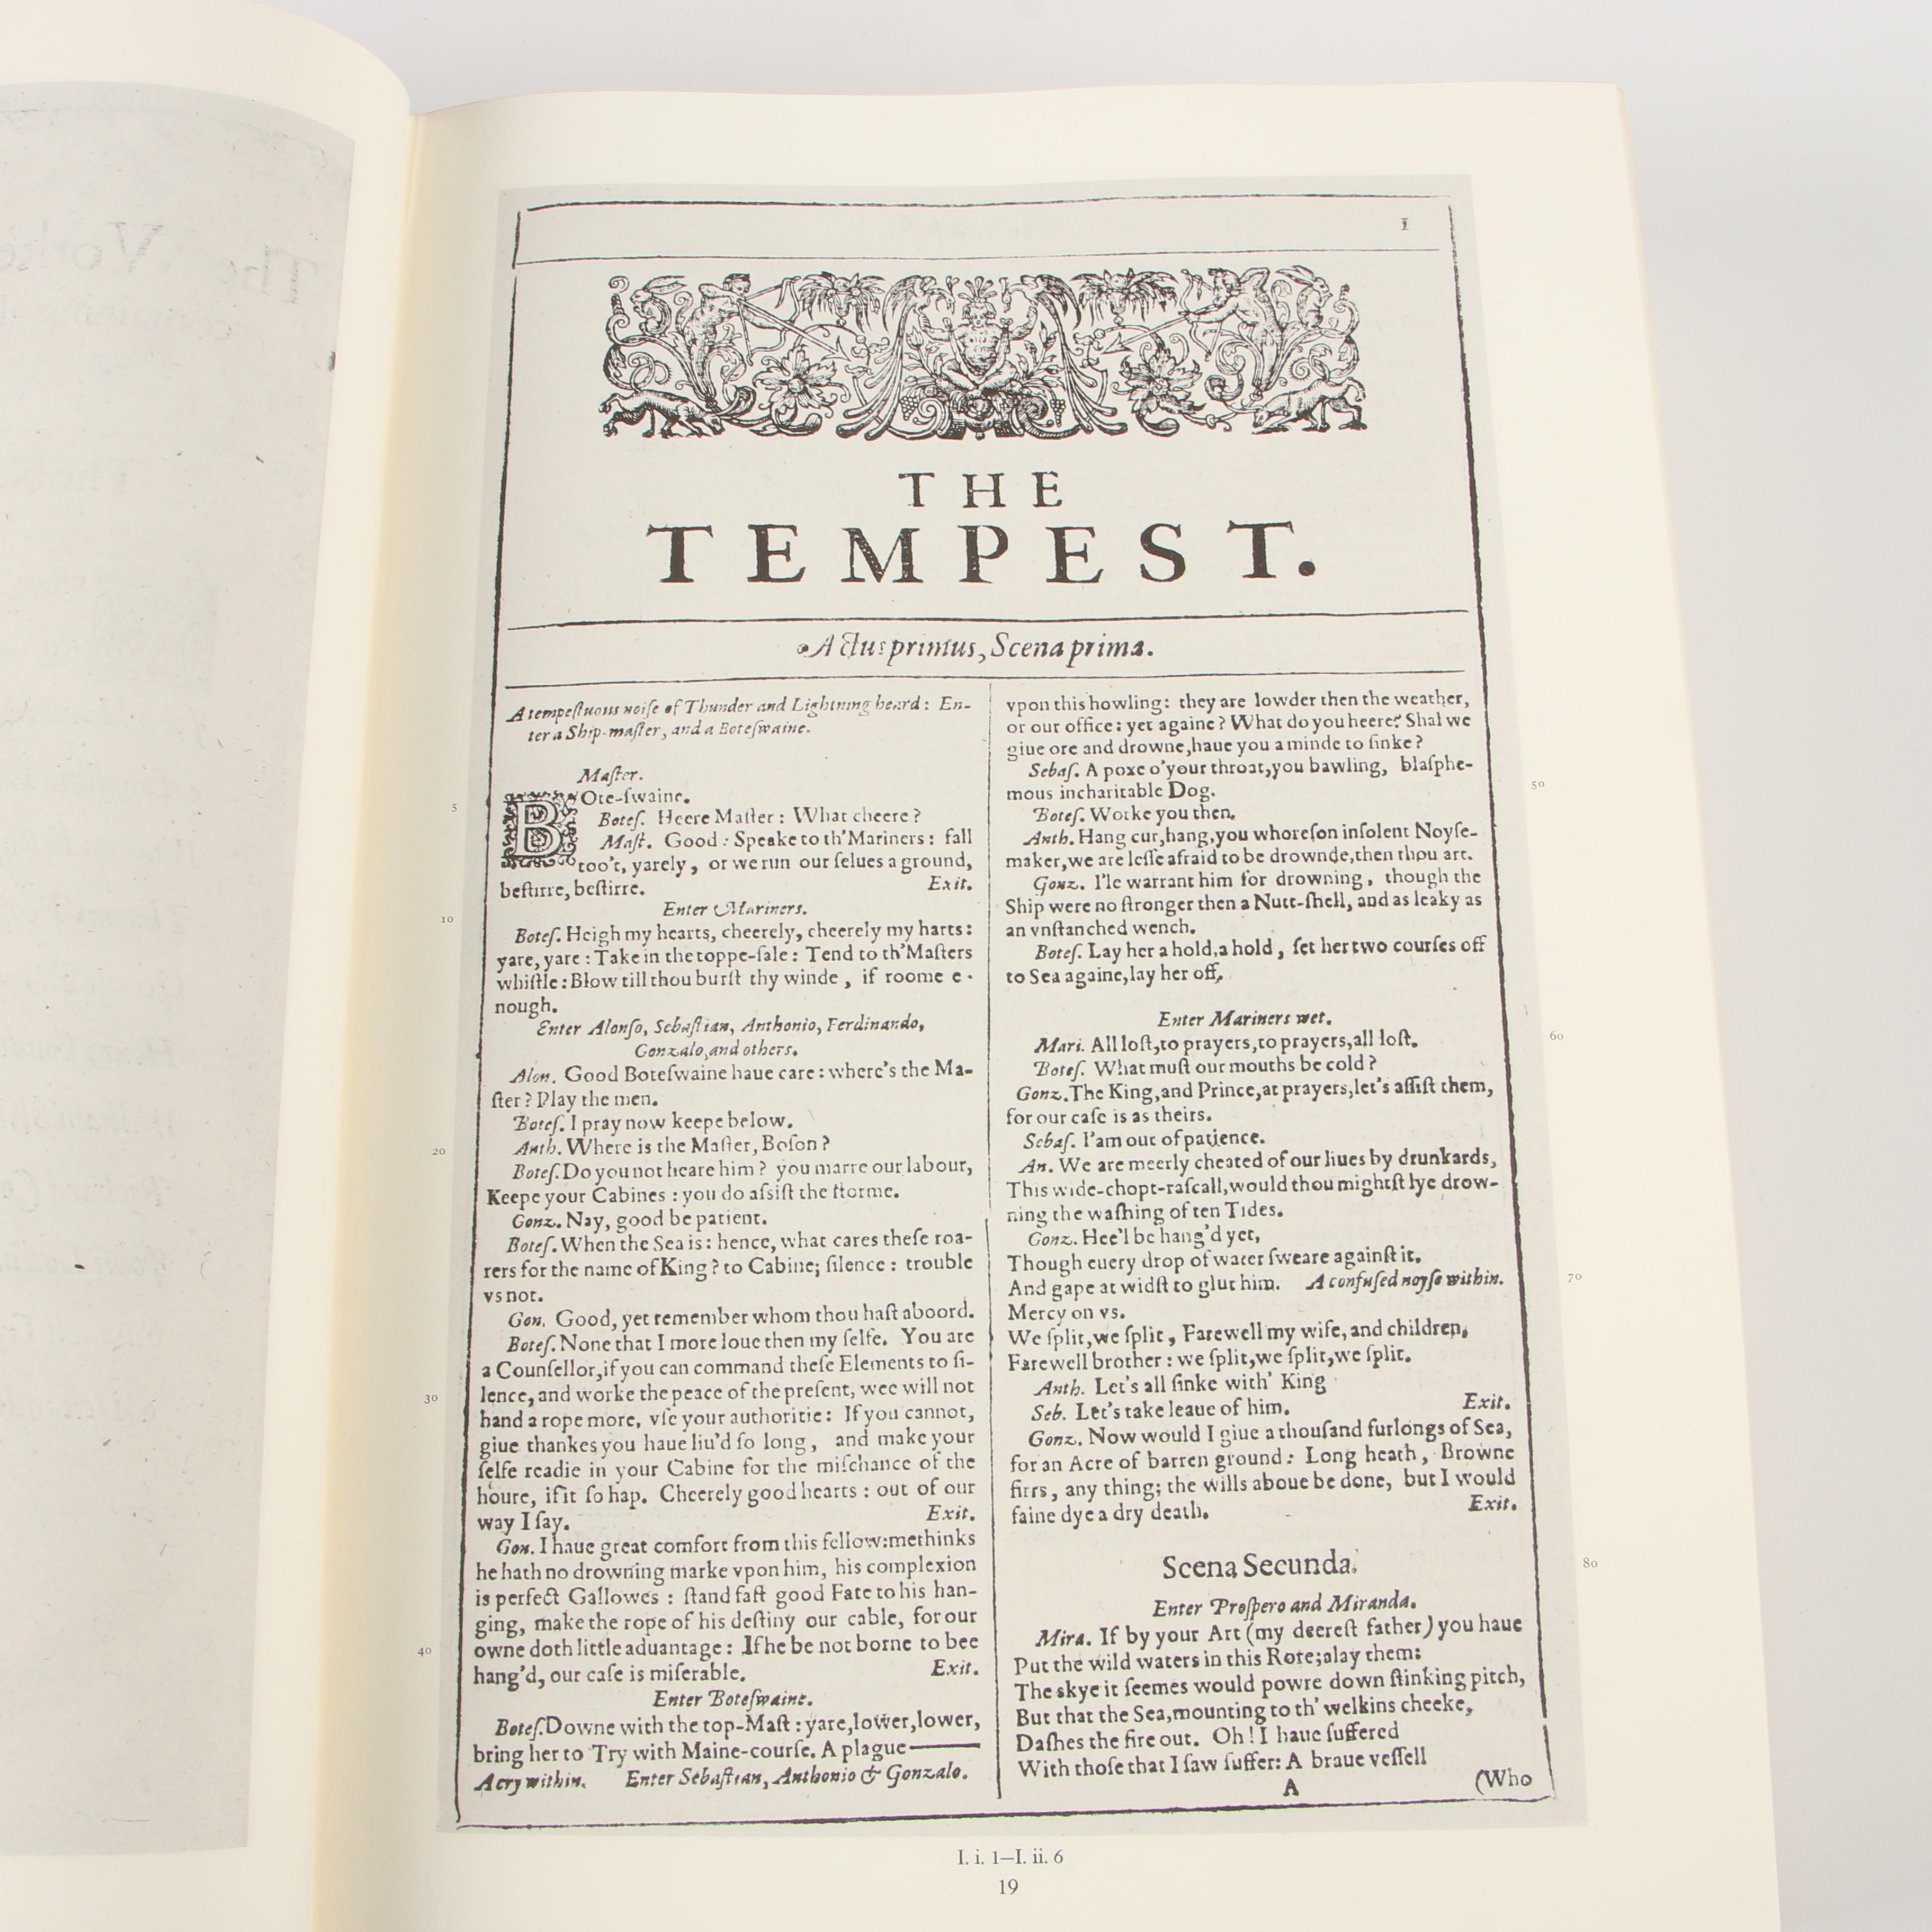 1
THE
TEMPEST.
Actus primus, Scena prima.
A tempeſtuous noiſe of Thunder and Lightning heard: En-
ter a Ship-maſter, and a Boteſwaine.
Maſter.
BOte-ſwaine.
Boteſ. Heere Maſter: What cheere?
Maſt. Good: Speake to th'Mariners: fall
too't, yarely, or we run our ſelues a ground,
beſtirre, beſtirre. Exit.
Enter Mariners.
Boteſ. Heigh my hearts, cheerely, cheerely my harts:
yare, yare: Take in the toppe-ſale: Tend to th'Maſters
whiſtle: Blow till thou burſt thy winde, if roome e-
nough.
Enter Alonſo, Sebaſtian, Anthonio, Ferdinando,
Gonzalo, and others.
Alon. Good Boteſwaine haue care: where's the Ma-
ſter? Play the men.
Boteſ. I pray now keepe below.
Anth. Where is the Maſter, Boſon?
Boteſ. Do you not heare him? you marre our labour,
Keepe your Cabines: you do aſsiſt the ſtorme.
Gonz. Nay, good be patient.
Boteſ. When the Sea is: hence, what cares theſe roa-
rers for the name of King? to Cabine; ſilence: trouble
vs not.
Gon. Good, yet remember whom thou haſt aboord.
Boteſ. None that I more loue then my ſelfe. You are
a Counſellor, if you can command theſe Elements to ſi-
lence, and worke the peace of the preſent, wee will not
hand a rope more, vſe your authoritie: If you cannot,
giue thankes you haue liu'd ſo long, and make your
ſelfe readie in your Cabine for the miſchance of the
houre, if it ſo hap. Cheerely good hearts: out of our
way I ſay. Exit.
Gon. I haue great comfort from this fellow: methinks
he hath no drowning marke vpon him, his complexion
is perfect Gallowes: ſtand faſt good Fate to his han-
ging, make the rope of his deſtiny our cable, for our
owne doth little aduantage: If he be not borne to bee
hang'd, our caſe is miſerable. Exit.
Enter Boteſwaine.
Boteſ. Downe with the top-Maſt: yare, lower, lower,
bring her to Try with Maine-courſe. A plague———
A cry within. Enter Sebaſtian, Anthonio & Gonzalo.
vpon this howling: they are lowder then the weather,
or our office: yet againe? What do you heere? Shal we
giue ore and drowne, haue you a minde to ſinke?
Sebaſ. A poxe o'your throat, you bawling, blaſphe-
mous incharitable Dog.
Boteſ. Worke you then.
Anth. Hang cur, hang, you whoreſon inſolent Noyſe-
maker, we are leſſe afraid to be drownde, then thou art.
Gonz. I'le warrant him for drowning, though the
Ship were no ſtronger then a Nutt-ſhell, and as leaky as
an vnſtanched wench.
Boteſ. Lay her a hold, a hold, ſet her two courſes off
to Sea againe, lay her off.
Enter Mariners wet.
Mari. All loſt, to prayers, to prayers, all loſt.
Boteſ. What muſt our mouths be cold?
Gonz. The King, and Prince, at prayers, let's aſſiſt them,
for our caſe is as theirs.
Sebaſ. I'am out of patience.
An. We are meerly cheated of our liues by drunkards,
This wide-chopt-raſcall, would thou mightſt lye drow-
ning the waſhing of ten Tides.
Gonz. Hee'l be hang'd yet,
Though euery drop of water ſweare againſt it,
And gape at widſt to glut him. A confuſed noyſe within.
Mercy on vs.
We ſplit, we ſplit, Farewell my wife, and children,
Farewell brother: we ſplit, we ſplit, we ſplit.
Anth. Let's all ſinke with' King
Seb. Let's take leaue of him. Exit.
Gonz. Now would I giue a thouſand furlongs of Sea,
for an Acre of barren ground: Long heath, Browne
firrs, any thing; the wills aboue be done, but I would
faine dye a dry death. Exit.
Scena Secunda.
Enter Proſpero and Miranda.
Mira. If by your Art (my deereſt father) you haue
Put the wild waters in this Rore; alay them:
The skye it ſeemes would powre down ſtinking pitch,
But that the Sea, mounting to th' welkins cheeke,
Daſhes the fire out. Oh! I haue ſuffered
With thoſe that I ſaw ſuffer: A braue veſſell
A (Who
5
10
20
30
40
50
60
70
80
I. i. 1–I. ii. 6
19